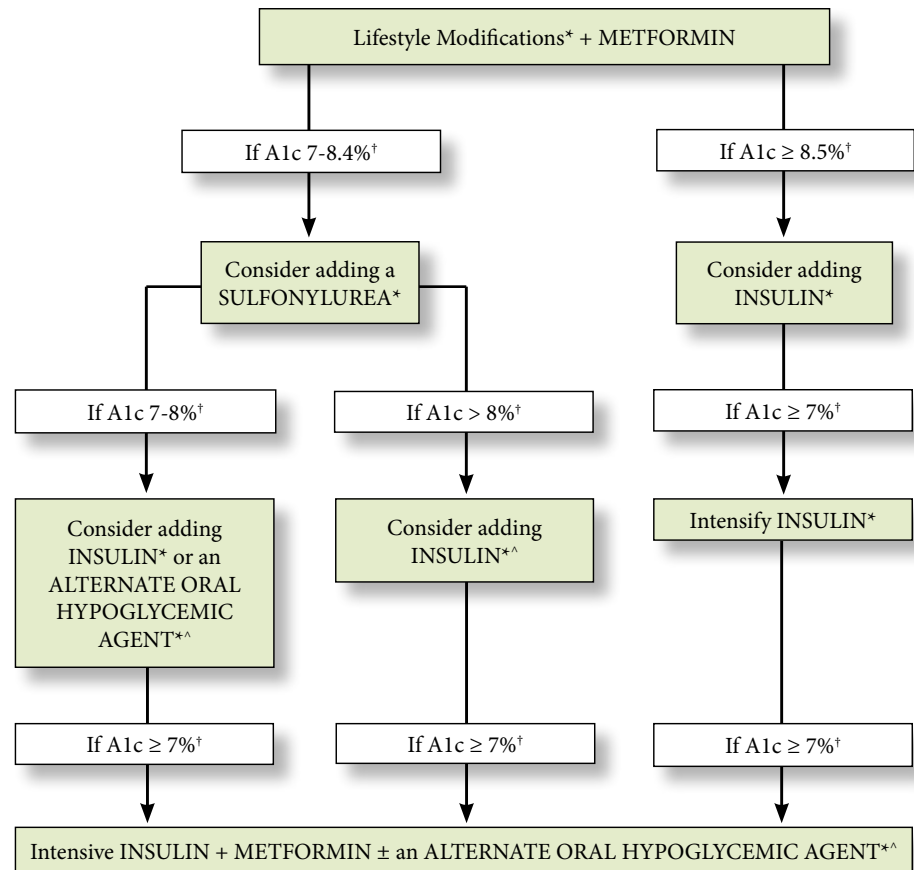 Lifestyle Modifications* + METFORMIN
If A1c 7-8.4%†
If A1c ≥ 8.5%†
Consider adding a
SULFONYLUREA*
Consider adding
INSULIN*
If A1c 7-8%†
If A1c > 8%†
If A1c ≥ 7%†
Consider adding
INSULIN* or an
ALTERNATE ORAL
HYPOGLYCEMIC
AGENT*^
Consider adding
INSULIN*^
Intensify INSULIN*
If A1c ≥ 7%†
If A1c ≥ 7%†
If A1c ≥ 7%†
Intensive INSULIN + METFORMIN ± an ALTERNATE ORAL HYPOGLYCEMIC AGENT*^